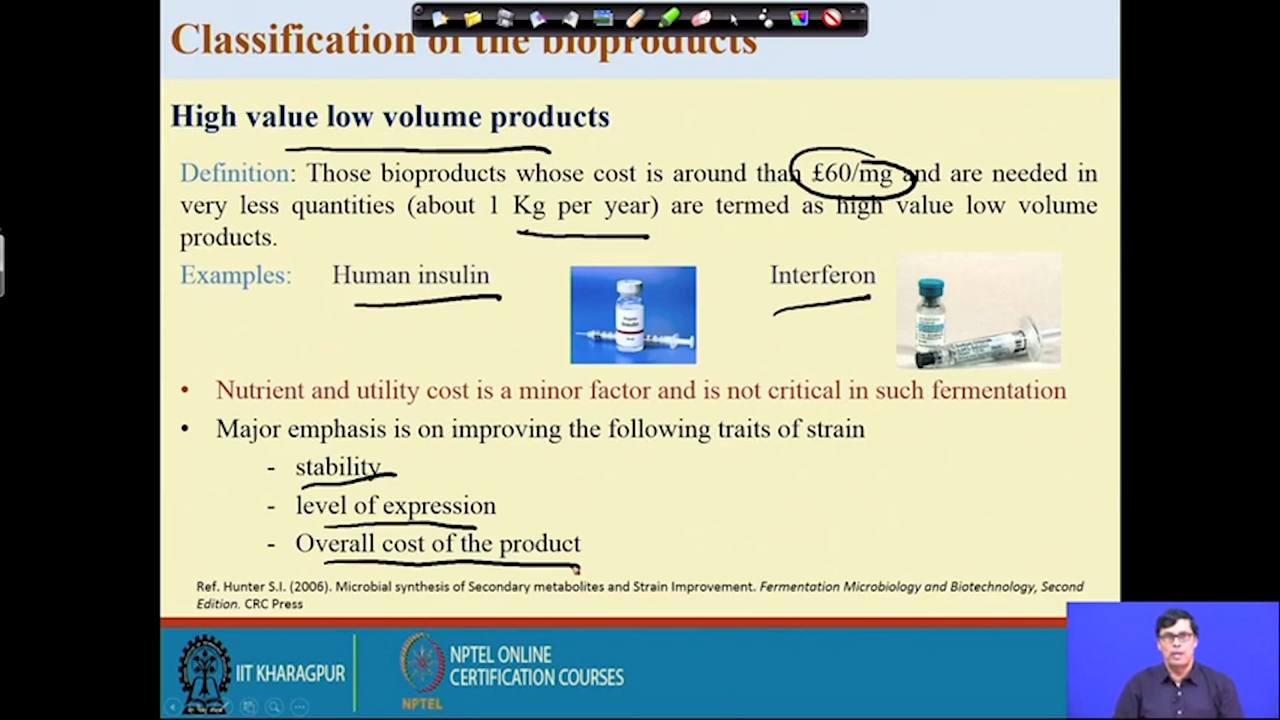 Classification of the bioproducts
High value low volume products
Definition: Those bioproducts whose cost is around than £60/mg and are needed in
very less quantities (about 1 Kg per year) are termed as high value low volume
products.
Examples: Human insulin Interferon
• Nutrient and utility cost is a minor factor and is not critical in such fermentation
• Major emphasis is on improving the following traits of strain
- stability
- level of expression
- Overall cost of the product
Ref. Hunter S.I. (2006). Microbial synthesis of Secondary metabolites and Strain Improvement. Fermentation Microbiology and Biotechnology, Second
Edition. CRC Press
IIT KHARAGPUR
NPTEL ONLINE
CERTIFICATION COURSES
NPTEL